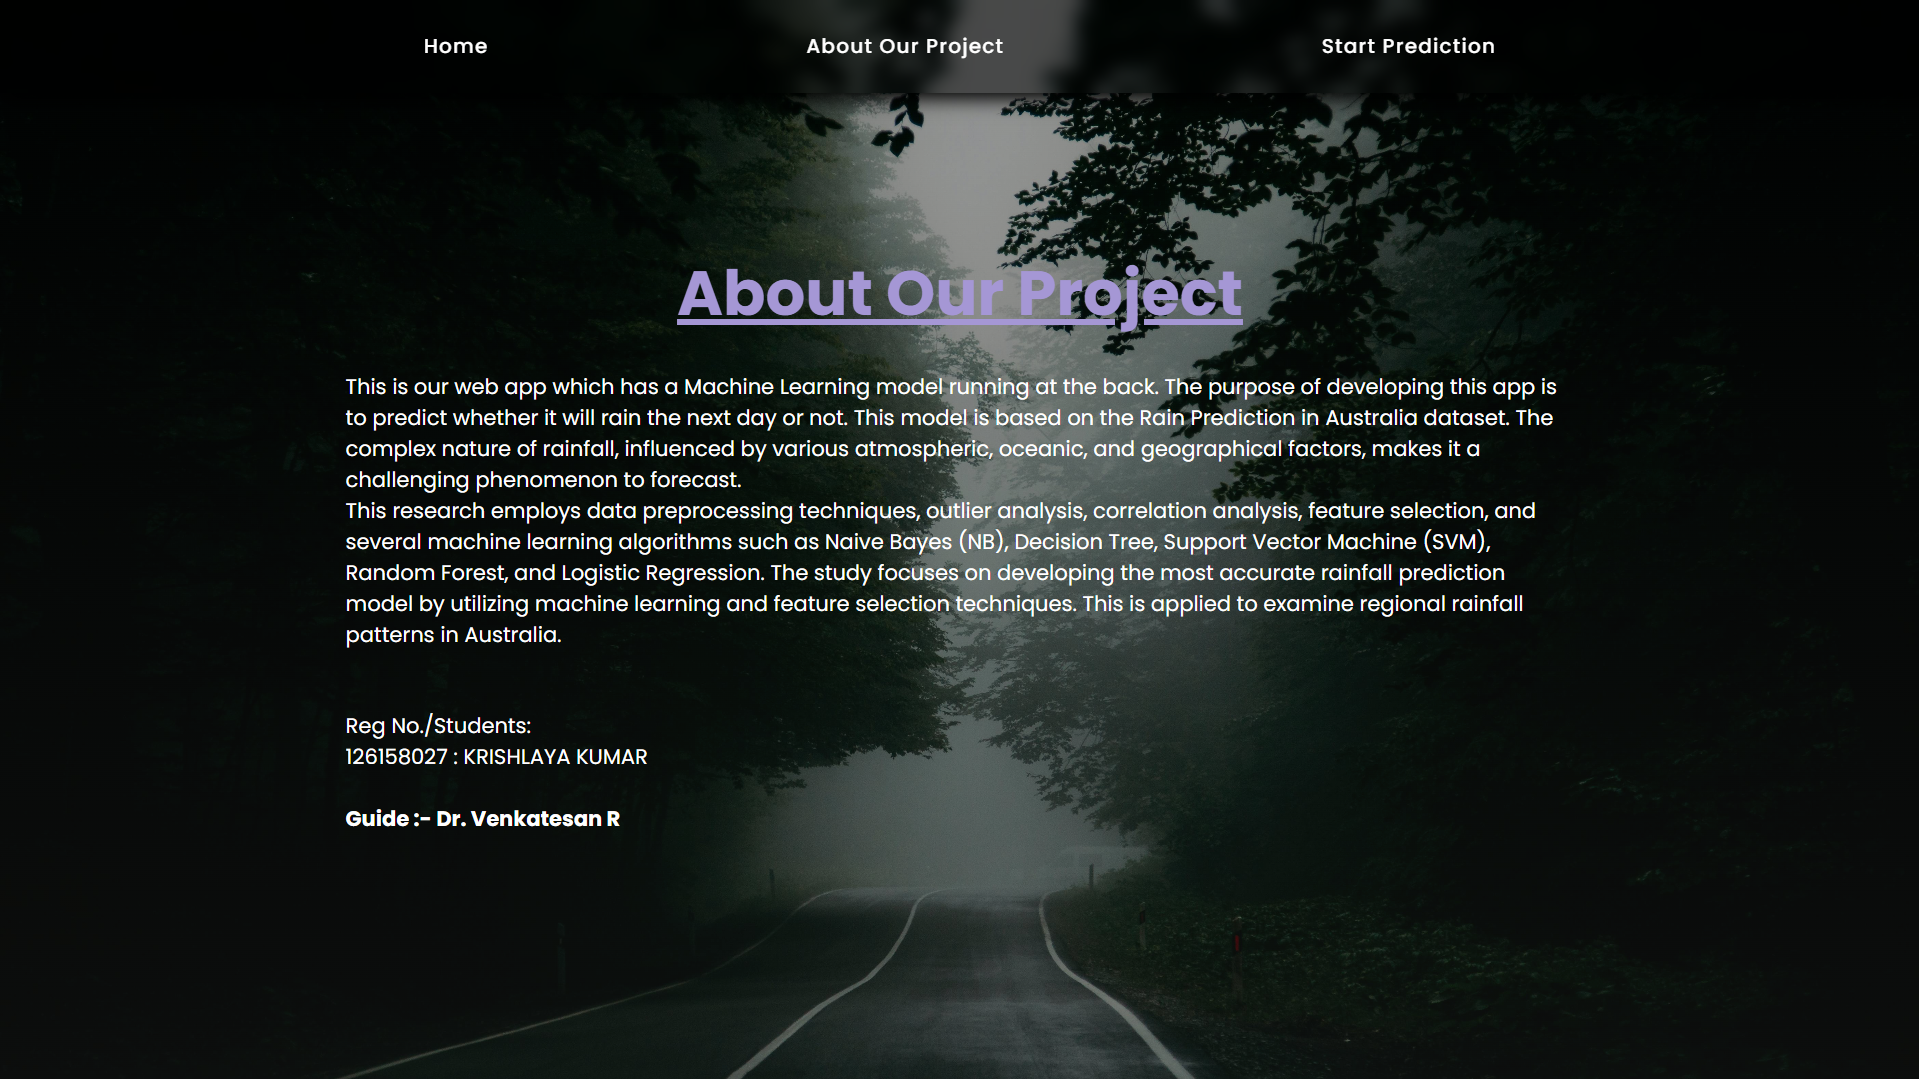 Home
About Our Project
Start Prediction
About Our Project
This is our web app which has a Machine Learning model running at the back. The purpose of developing this app is
to predict whether it will rain the next day or not. This model is based on the Rain Prediction in Australia dataset. The
complex nature of rainfall, influenced by various atmospheric, oceanic, and geographical factors, makes it a
challenging phenomenon to forecast.
This research employs data preprocessing techniques, outlier analysis, correlation analysis, feature selection, and
several machine learning algorithms such as Naive Bayes (NB), Decision Tree, Support Vector Machine (SVM),
Random Forest, and Logistic Regression. The study focuses on developing the most accurate rainfall prediction
model by utilizing machine learning and feature selection techniques. This is applied to examine regional rainfall
patterns in Australia.
Reg No./Students:
126158027 : KRISHLAYA KUMAR
Guide :- Dr. Venkatesan R